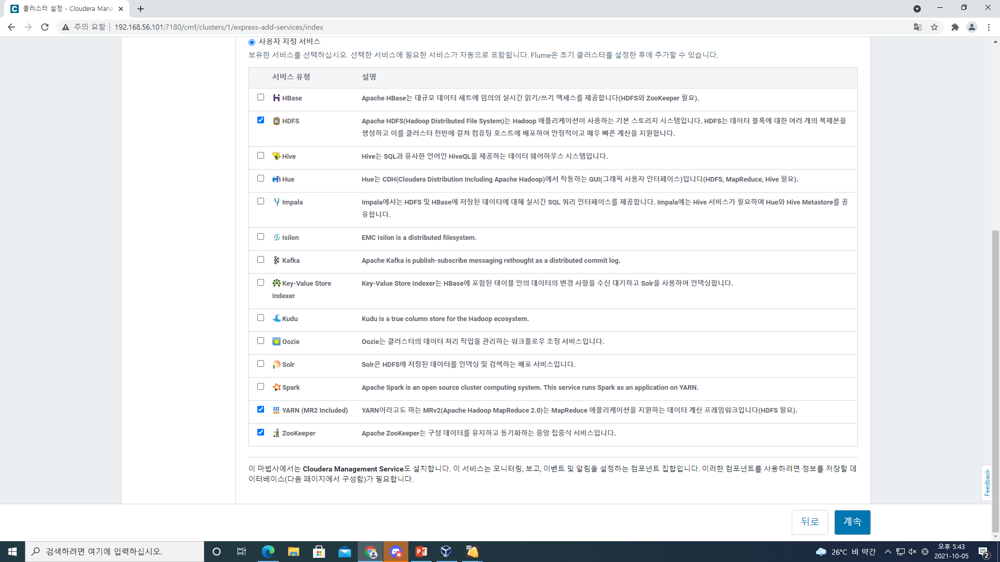 클러스터 설정 - Cloudera Mana
주의 요함
192.168.56.101:7180/cmf/clusters/1/express-add-services/index
사용자 지정 서비스
보유한 서비스를 선택하십시오. 선택한 서비스에 필요한 서비스가 자동으로 포함됩니다. Flume은 초기 클러스터를 설정한 후에 추가할 수 있습니다.
서비스 유형 설명
HBase Apache HBase는 대규모 데이터 세트에 임의의 실시간 읽기/쓰기 액세스를 제공합니다(HDFS와 ZooKeeper 필요).
HDFS Apache HDFS(Hadoop Distributed File System)는 Hadoop 애플리케이션이 사용하는 기본 스토리지 시스템입니다. HDFS는 데이터 블록에 대한 여러 개의 복제본을
생성하고 이를 클러스터 전반에 걸쳐 컴퓨팅 호스트에 배포하여 안정적이고 매우 빠른 계산을 지원합니다.
Hive Hive는 SQL과 유사한 언어인 HiveQL을 제공하는 데이터 웨어하우스 시스템입니다.
Hue Hue는 CDH(Cloudera Distribution Including Apache Hadoop)에서 작동하는 GUI(그래픽 사용자 인터페이스)입니다(HDFS, MapReduce, Hive 필요).
Impala Impala에서는 HDFS 및 HBase에 저장된 데이터에 대해 실시간 SQL 쿼리 인터페이스를 제공합니다. Impala에는 Hive 서비스가 필요하며 Hue와 Hive Metastore를 공
유합니다.
Isilon EMC Isilon is a distributed filesystem.
Kafka Apache Kafka is publish-subscribe messaging rethought as a distributed commit log.
Key-Value Store Key-Value Store Indexer는 HBase에 포함된 테이블 안의 데이터의 변경 사항을 수신 대기하고 Solr을 사용하여 인덱싱합니다.
Indexer
Kudu Kudu is a true column store for the Hadoop ecosystem.
Oozie Oozie는 클러스터의 데이터 처리 작업을 관리하는 워크플로우 조정 서비스입니다.
Solr Solr은 HDFS에 저장된 데이터를 인덱싱 및 검색하는 배포 서비스입니다.
Spark Apache Spark is an open source cluster computing system. This service runs Spark as an application on YARN.
YARN (MR2 Included) YARN이라고도 하는 MRv2(Apache Hadoop MapReduce 2.0)는 MapReduce 애플리케이션을 지원하는 데이터 계산 프레임워크입니다(HDFS 필요).
ZooKeeper Apache ZooKeeper는 구성 데이터를 유지하고 동기화하는 중앙 집중식 서비스입니다.
이 마법사에서는 Cloudera Management Service도 설치합니다. 이 서비스는 모니터링, 보고, 이벤트 및 알림을 설정하는 컴포넌트 집합입니다. 이러한 컴포넌트를 사용하려면 정보를 저장할 데
이터베이스(다음 페이지에서 구성함)가 필요합니다.
Feedback
뒤로 계속
검색하려면 여기에 입력하십시오.
26°C 비 약간
오후 5:43
2021-10-05
2